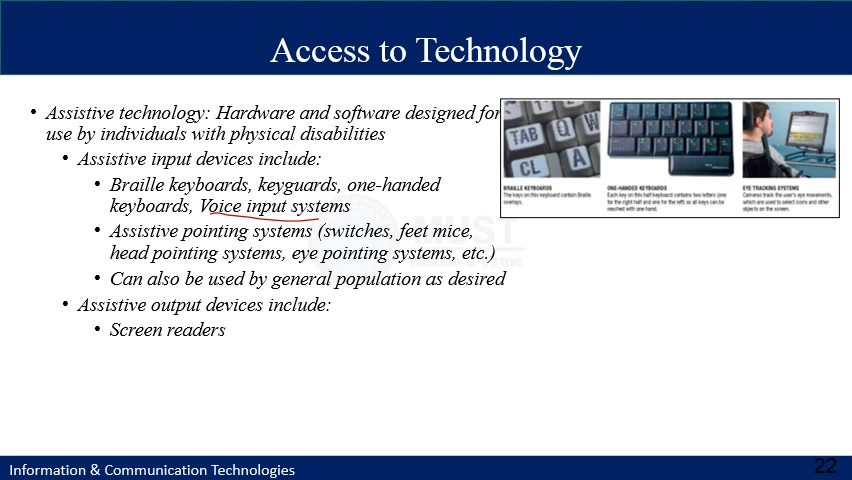 Access to Technology
• Assistive technology: Hardware and software designed for
use by individuals with physical disabilities
• Assistive input devices include:
• Braille keyboards, keyguards, one-handed
keyboards, Voice input systems
• Assistive pointing systems (switches, feet mice,
head pointing systems, eye pointing systems, etc.)
• Can also be used by general population as desired
• Assistive output devices include:
• Screen readers
TAB Q W
CL A
BRAILLE KEYBOARDS
The keys on this keyboard contain Braille
overlays.
ONE-HANDED KEYBOARDS
Each key on this half keyboard contains two letters (one
for the right half and one for the left) so all keys can be
reached with one hand.
EYE TRACKING SYSTEMS
Cameras track the user's eye movements,
which are used to select icons and other
objects on the screen.
MUST
Information & Communication Technologies
22